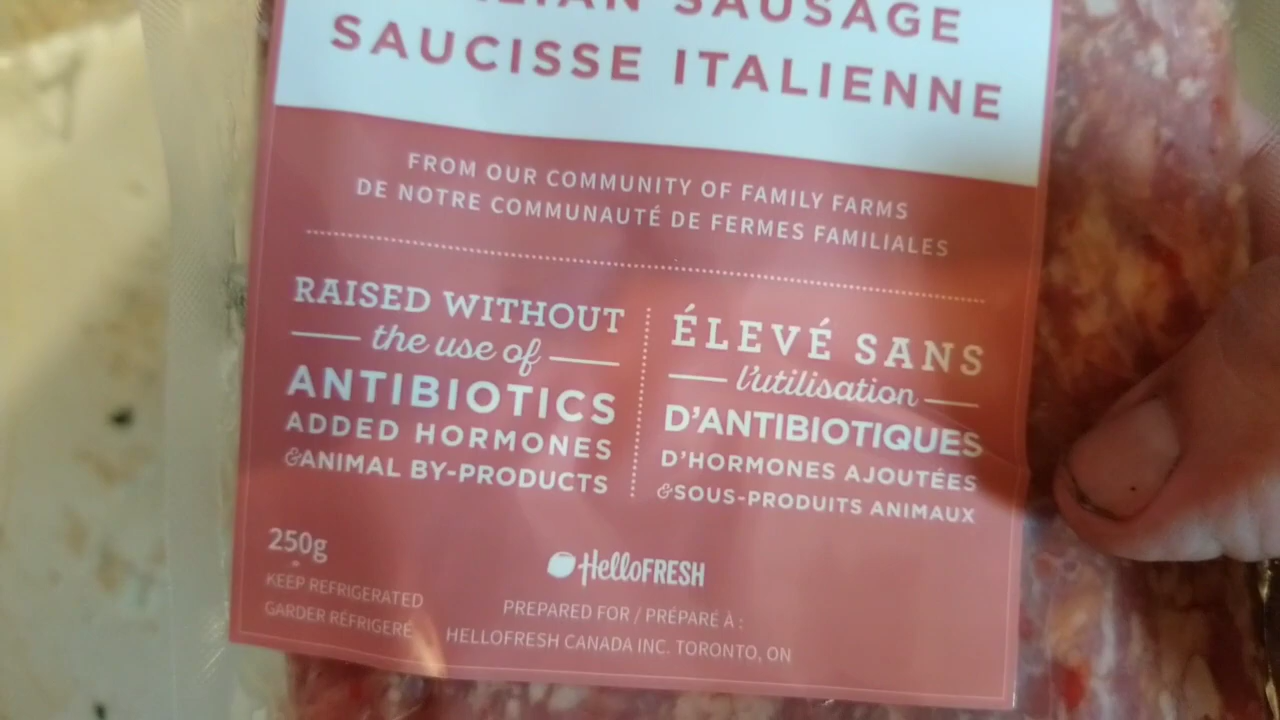 SAUSAGE
SAUCISSE ITALIENNE
FROM OUR COMMUNITY OF FAMILY FARMS
DE NOTRE COMMUNAUTÉ DE FERMES FAMILIALES
RAISED WITHOUT
the use of
ANTIBIOTICS
ADDED HORMONES
&ANIMAL BY-PRODUCTS
ÉLEVÉ SANS
l'utilisation
D'ANTIBIOTIQUES
D'HORMONES AJOUTÉES
&SOUS-PRODUITS ANIMAUX
250g
KEEP REFRIGERATED
GARDER RÉFRIGERÉ
HelloFRESH
PREPARED FOR / PRÉPARÉ À :
HELLOFRESH CANADA INC. TORONTO, ON